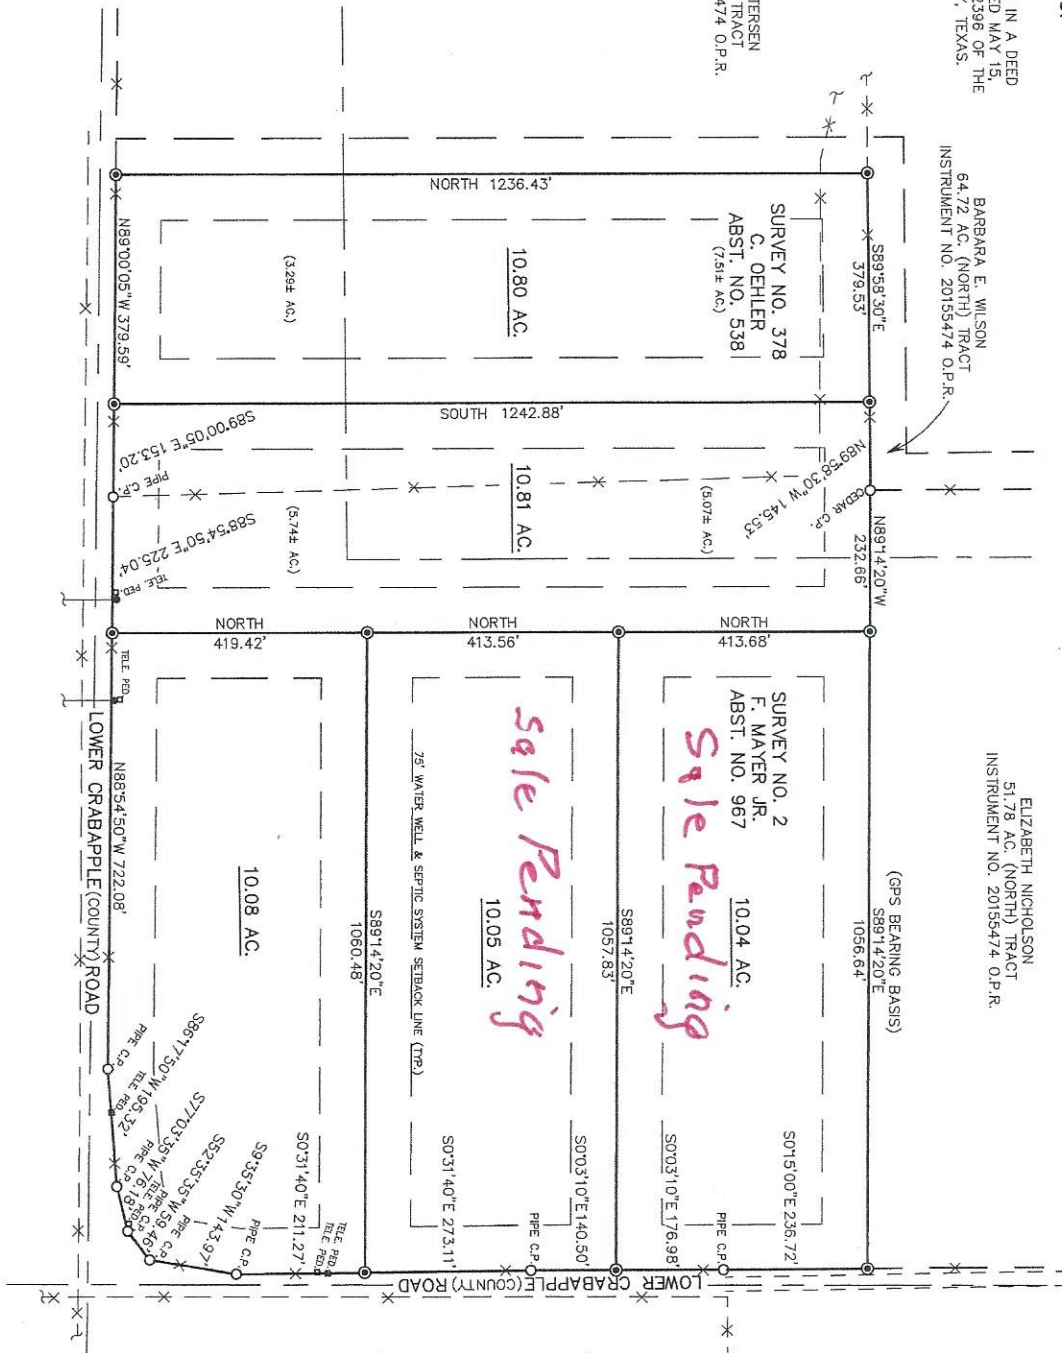 IN A DEED
ED MAY 15,
2396 OF THE
, TEXAS.
TERSEN
TRACT
474 O.P.R.
BARBARA E. WILSON
64.72 AC. (NORTH) TRACT
INSTRUMENT NO. 20155474 O.P.R.
ELIZABETH NICHOLSON
51.78 AC. (NORTH) TRACT
INSTRUMENT NO. 20155474 O.P.R.
NORTH 1236.43'
S89°58'30"E
379.53'
SURVEY NO. 378
C. OEHLER
ABST. NO. 538
(7.51± AC.)
10.80 AC.
(3.29± AC.)
N89°00'05"W 379.59'
SOUTH 1242.88'
N89°58'30"W 145.53'
CEDAR C.P.
N89°14'20"W
232.66'
(5.07± AC.)
10.81 AC.
(5.74± AC.)
S89°00'05"E 153.20'
PIPE C.P.
S88°54'50"E 225.04'
TELE. PED.
NORTH
419.42'
NORTH
413.56'
NORTH
413.68'
(GPS BEARING BASIS)
S89°14'20"E
1056.64'
SURVEY NO. 2
F. MAYER JR.
ABST. NO. 967
Sale Pending
10.04 AC.
S0°15'00"E 236.72'
PIPE C.P.
S0°03'10"E 176.98'
S89°14'20"E
1057.83'
Sale Pending
10.05 AC.
S0°03'10"E 140.50'
PIPE C.P.
S0°31'40"E 273.11'
75' WATER WELL & SEPTIC SYSTEM SETBACK LINE (TYP.)
S89°14'20"E
1060.48'
10.08 AC.
TELE. PED.
S0°31'40"E 211.27'
TELE. PED.
PIPE C.P.
S9°35'30"W 143.97'
PIPE C.P.
S52°35'35"W 59.46'
PIPE C.P.
TELE. PED.
S77°03'35"W 76.18'
PIPE C.P.
S86°17'50"W 195.32'
TELE. PED.
PIPE C.P.
N88°54'50"W 722.08'
TELE. PED.
LOWER CRABAPPLE (COUNTY) ROAD
LOWER CRABAPPLE (COUNTY) ROAD